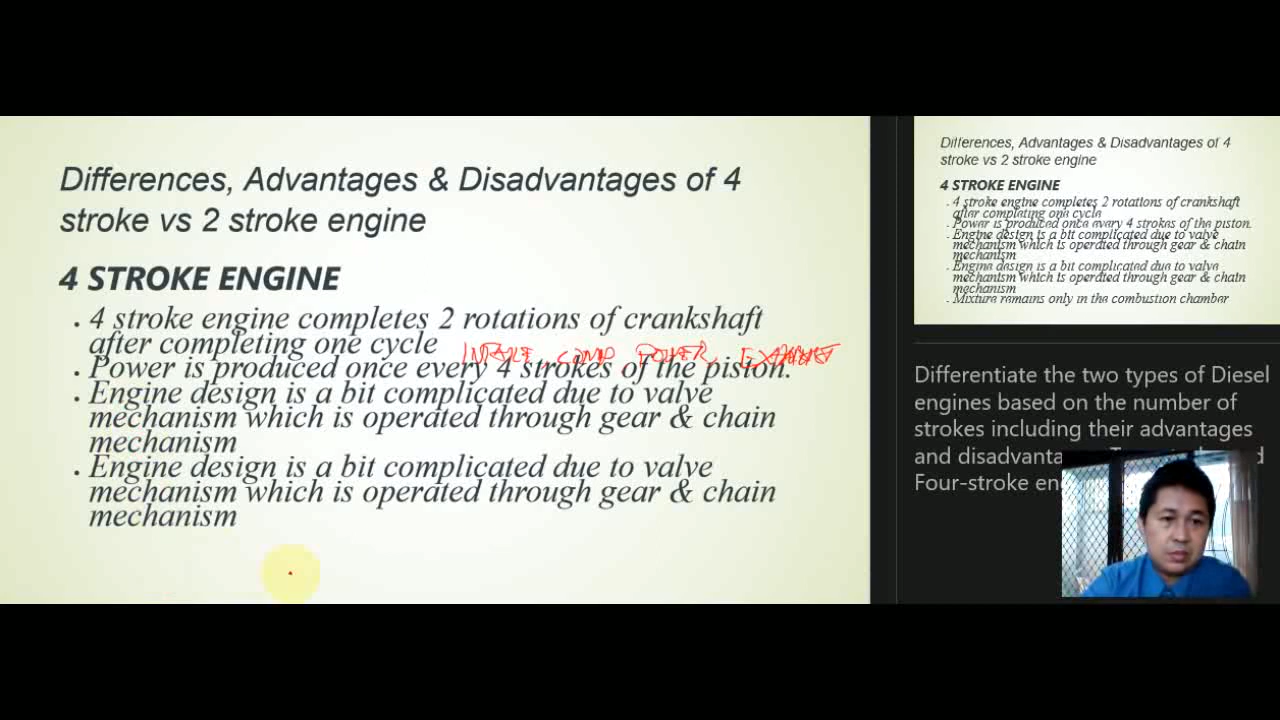 Differences, Advantages & Disadvantages of 4
stroke vs 2 stroke engine
4 STROKE ENGINE
. 4 stroke engine completes 2 rotations of crankshaft
after completing one cycle
INTAKE, COMP, POWER, EXHAUST
. Power is produced once every 4 strokes of the piston.
. Engine design is a bit complicated due to valve
mechanism which is operated through gear & chain
mechanism
. Engine design is a bit complicated due to valve
mechanism which is operated through gear & chain
mechanism
Differences, Advantages & Disadvantages of 4
stroke vs 2 stroke engine
4 STROKE ENGINE
. 4 stroke engine completes 2 rotations of crankshaft
after completing one cycle
. Power is produced once every 4 strokes of the piston.
. Engine design is a bit complicated due to valve
mechanism which is operated through gear & chain
mechanism
. Engine design is a bit complicated due to valve
mechanism which is operated through gear & chain
mechanism
. Mixture remains only in the combustion chamber
Differentiate the two types of Diesel
engines based on the number of
strokes including their advantages
and
Four-stroke